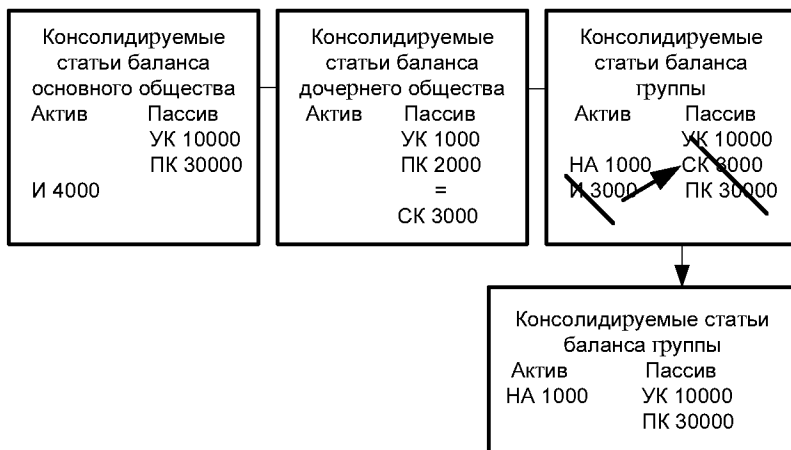 Консолидируемые
статьи баланса
основного общества
Актив Пассив
УК 10000
ПК 30000
И 4000
Консолидируемые
статьи баланса
дочернего общества
Актив Пассив
УК 1000
ПК 2000
=
СК 3000
Консолидируемые
статьи баланса
группы
Актив Пассив
УК 10000
НА 1000 СК 3000
И 3000 ПК 30000
Консолидируемые статьи
баланса группы
Актив Пассив
НА 1000 УК 10000
ПК 30000